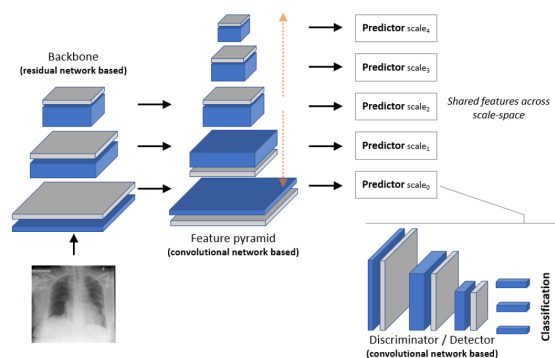 Backbone
(residual network based)
Predictor scale4
Predictor scale3
Predictor scale2
Predictor scale1
Predictor scale0
Shared features across
scale-space
Feature pyramid
(convolutional network based)
Discriminator / Detector
(convolutional network based)
Classification